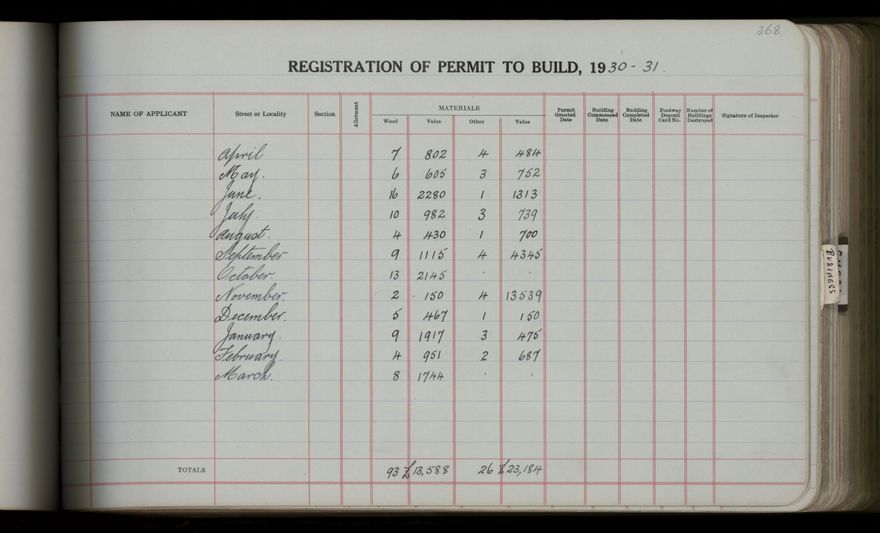 368
REGISTRATION OF PERMIT TO BUILD, 1930-31.
NAME OF APPLICANT Street or Locality Section Allotment MATERIALS Permit Granted Date Building Commenced Date Building Completed Date Footway Deposit Card No. Number of Buildings Destroyed Signature of Inspector
Wood Value Other Value
April 7 802 4 484
May. 6 605 3 752
June. 16 2280 1 1313
July. 10 982 3 739
August. 4 430 1 700
September 9 1115 4 4345
October. 13 2145 . .
November. 2 150 4 13539
December. 5 467 1 150
January. 9 1917 3 475
February. 4 951 2 687
March. 8 1744 . .
TOTALS 93 £13,588 26 £23,184
BUSINESS